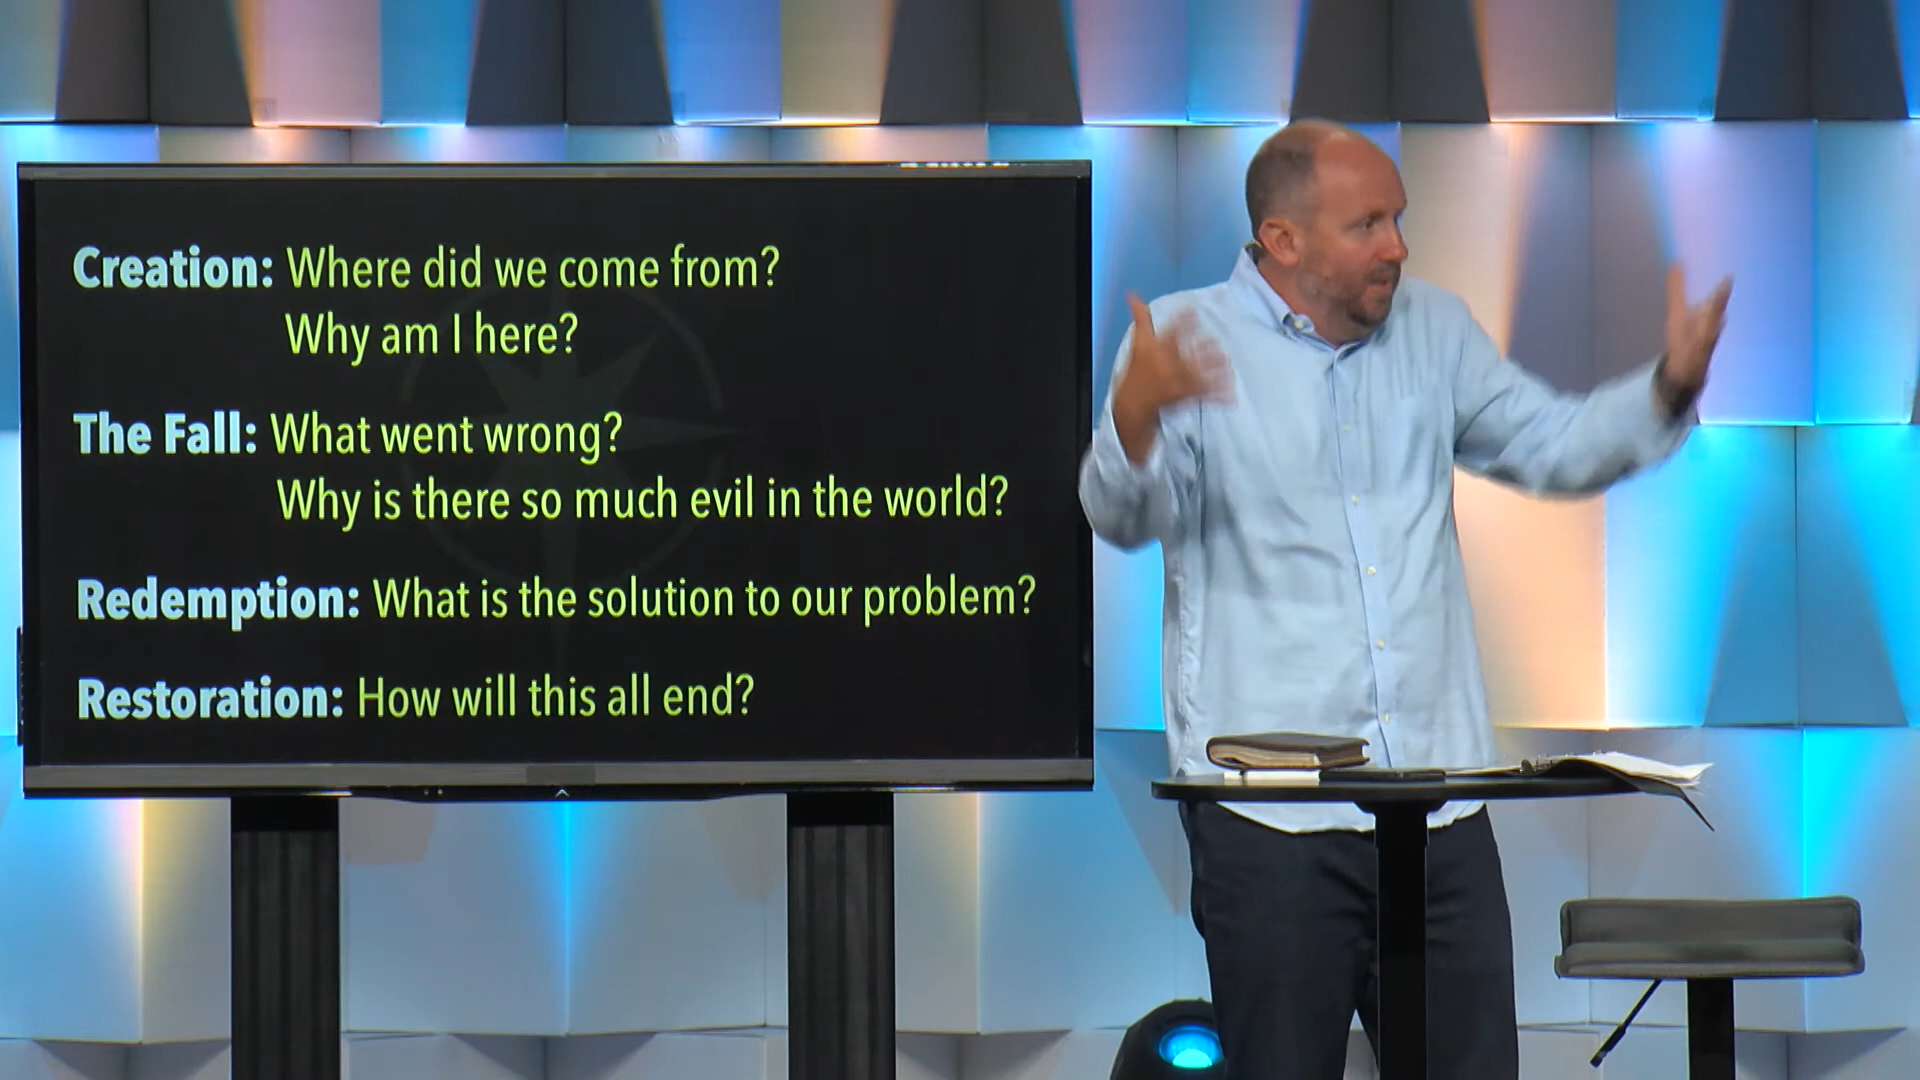 Creation: Where did we come from?
Why am I here?
The Fall: What went wrong?
Why is there so much evil in the world?
Redemption: What is the solution to our problem?
Restoration: How will this all end?